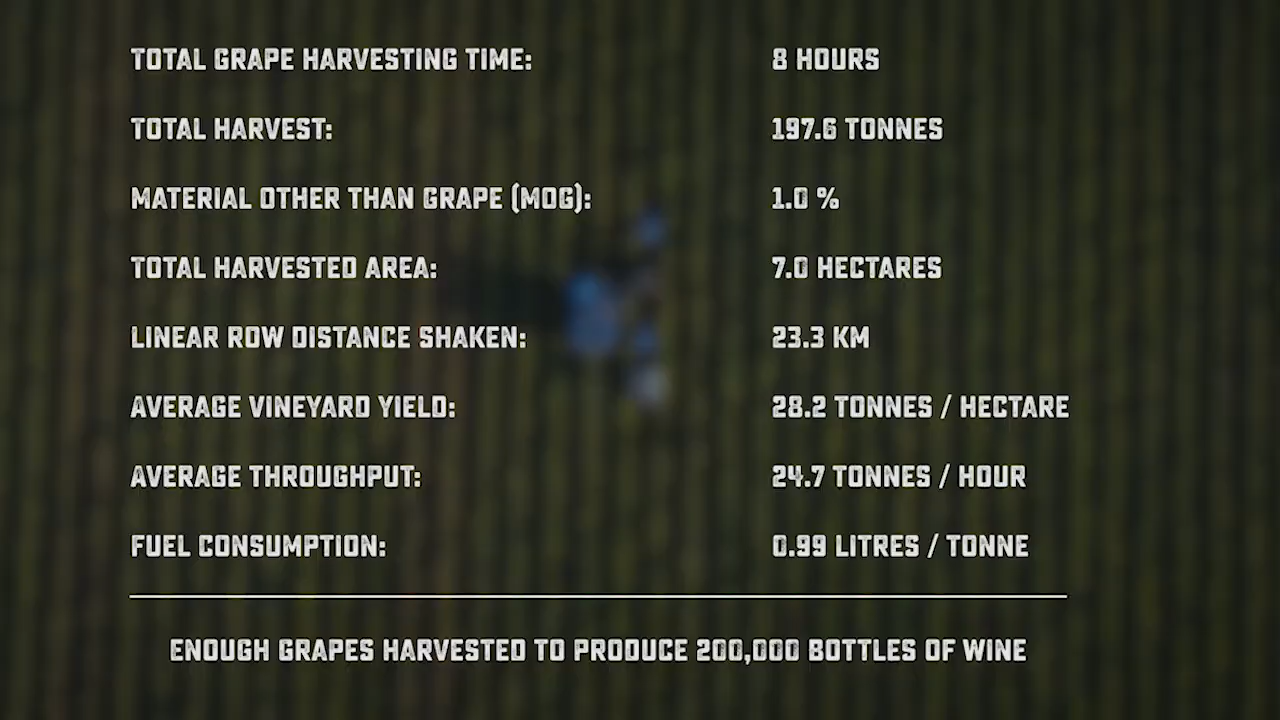 TOTAL GRAPE HARVESTING TIME: 8 HOURS
TOTAL HARVEST: 197.6 TONNES
MATERIAL OTHER THAN GRAPE (MOG): 1.0 %
TOTAL HARVESTED AREA: 7.0 HECTARES
LINEAR ROW DISTANCE SHAKEN: 23.3 KM
AVERAGE VINEYARD YIELD: 28.2 TONNES / HECTARE
AVERAGE THROUGHPUT: 24.7 TONNES / HOUR
FUEL CONSUMPTION: 0.99 LITRES / TONNE
ENOUGH GRAPES HARVESTED TO PRODUCE 200,000 BOTTLES OF WINE